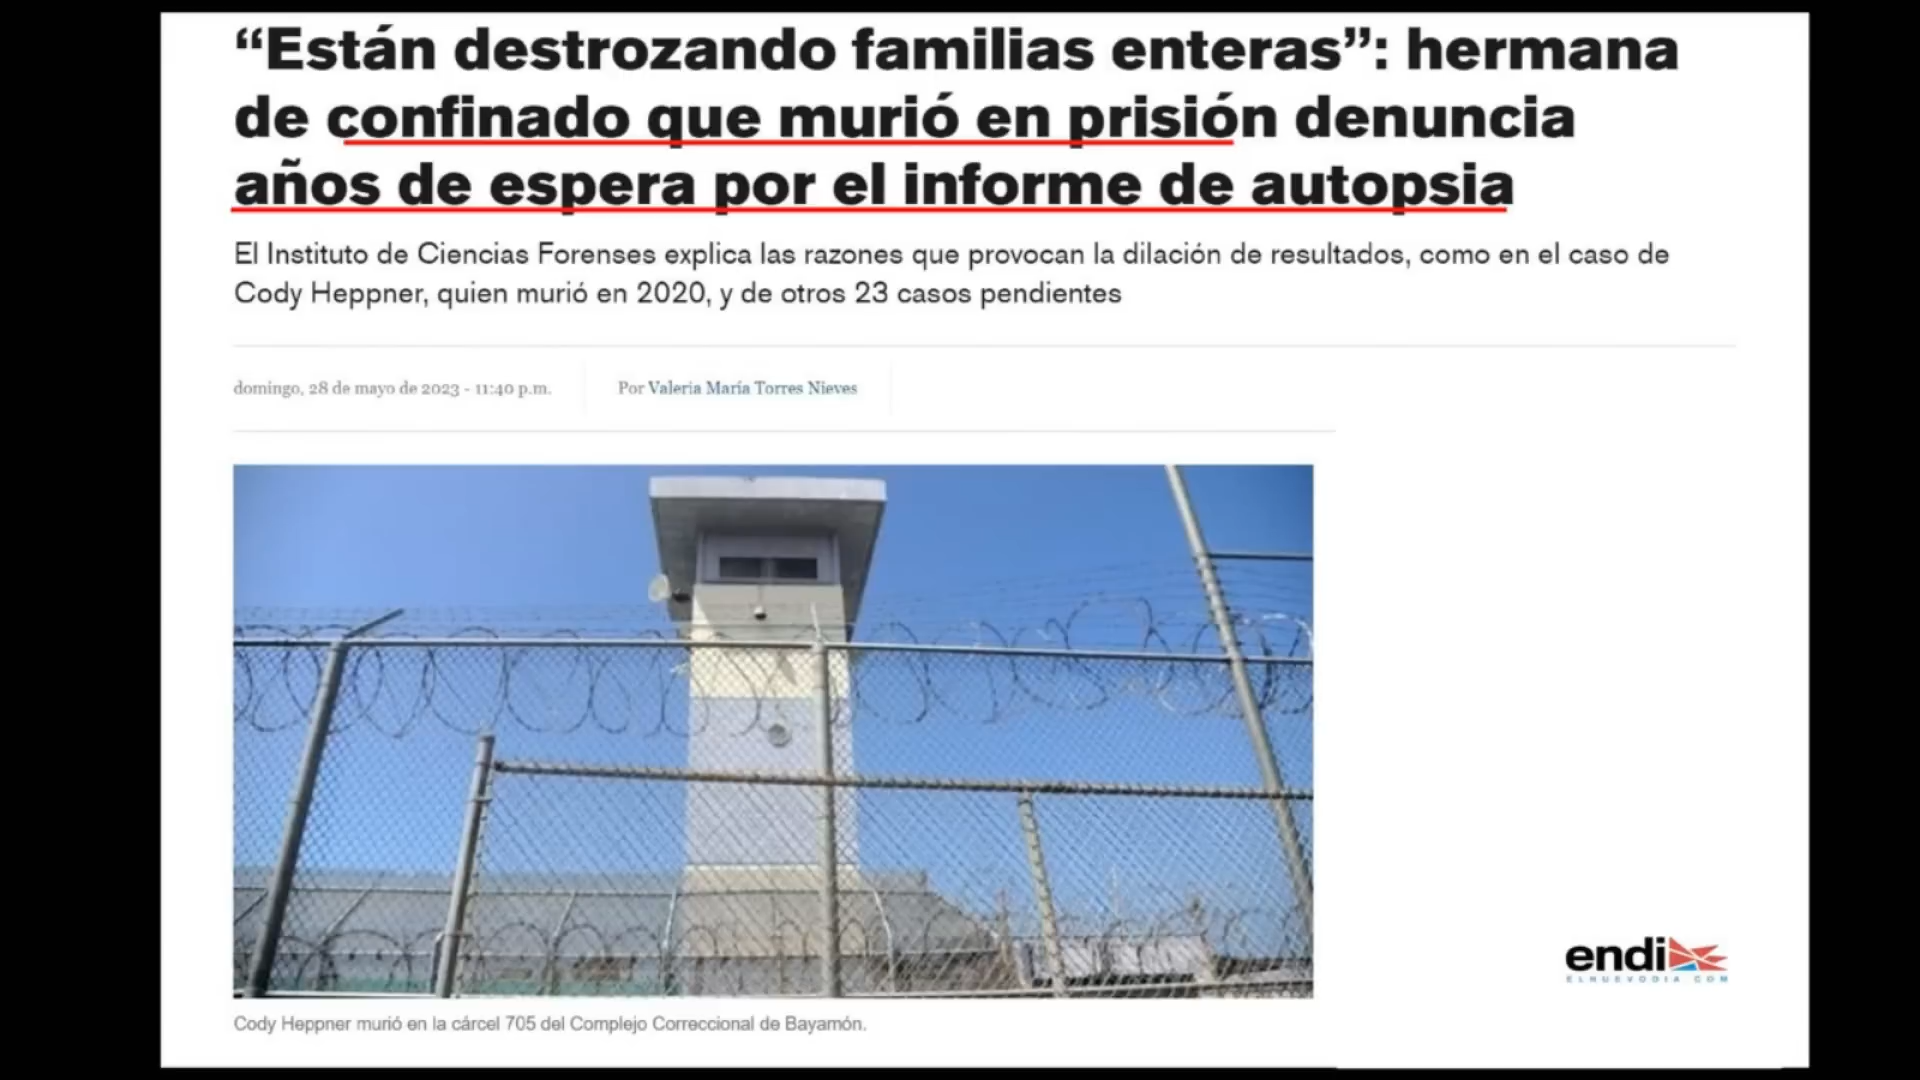 “Están destrozando familias enteras”: hermana
de confinado que murió en prisión denuncia
años de espera por el informe de autopsia
El Instituto de Ciencias Forenses explica las razones que provocan la dilación de resultados, como en el caso de
Cody Heppner, quien murió en 2020, y de otros 23 casos pendientes
domingo, 28 de mayo de 2023 - 11:40 p.m.
Por Valeria María Torres Nieves
endi
ELNUEVODIA.COM
Cody Heppner murió en la cárcel 705 del Complejo Correccional de Bayamón.